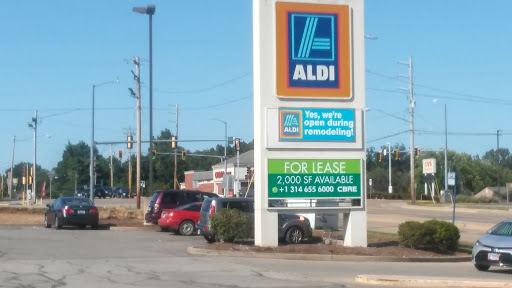 ALDI
ALDI
Yes, we're
open during
remodeling!
FOR LEASE
2,000 SF AVAILABLE
+1 314 655 6000 CBRE
CVS